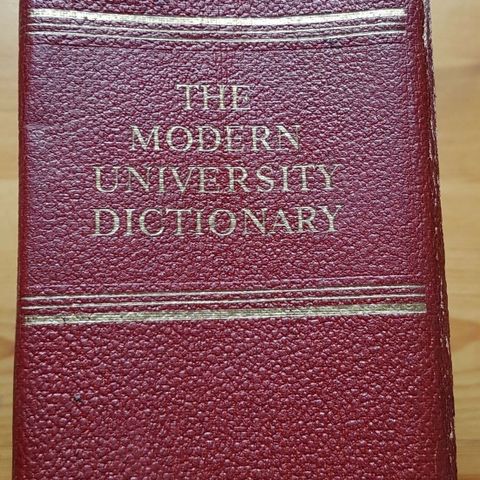 THE
MODERN
UNIVERSITY
DICTIONARY